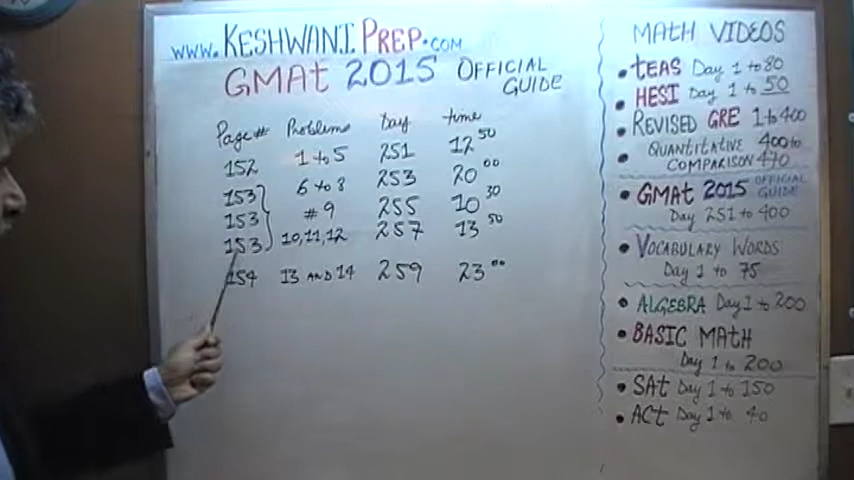 www.KESHWANIPREP.com
GMAt 2015 OFFICIAL GUIDE
Page# Problems Day time
152 1 to 5 251 12 50
153 6 to 8 253 20 00
153 #9 255 10 30
153 10,11,12 257 13 50
154 13 AND 14 259 23 00
MATH VIDEOS
• tEAS Day 1 to 80
• HESI Day 1 to 50
• REVISED GRE 1 to 400
• QUANTITATIVE 400 to
COMPARISON 470
• GMAt 2015 OFFICIAL GUIDE
Day 251 to 400
• VOCABULARY WORDS
Day 1 to 75
• ALGEBRA Day 1 to 200
• BASIC MATH
Day 1 to 200
• SAt Day 1 to 150
• ACt Day 1 to 40